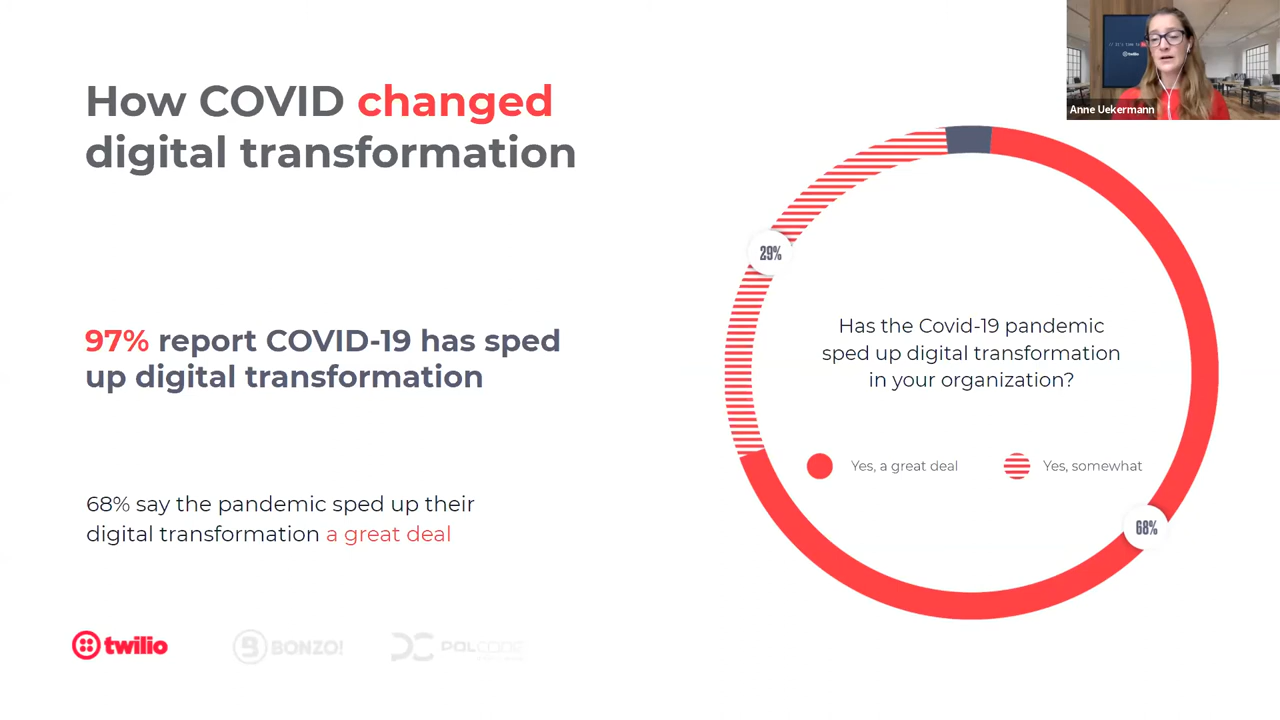 How COVID changed
digital transformation
97% report COVID-19 has sped
up digital transformation
68% say the pandemic sped up their
digital transformation a great deal
twilio
BONZO!
Anne Uekermann
twilio
29%
Has the Covid-19 pandemic
sped up digital transformation
in your organization?
Yes, a great deal
Yes, somewhat
68%